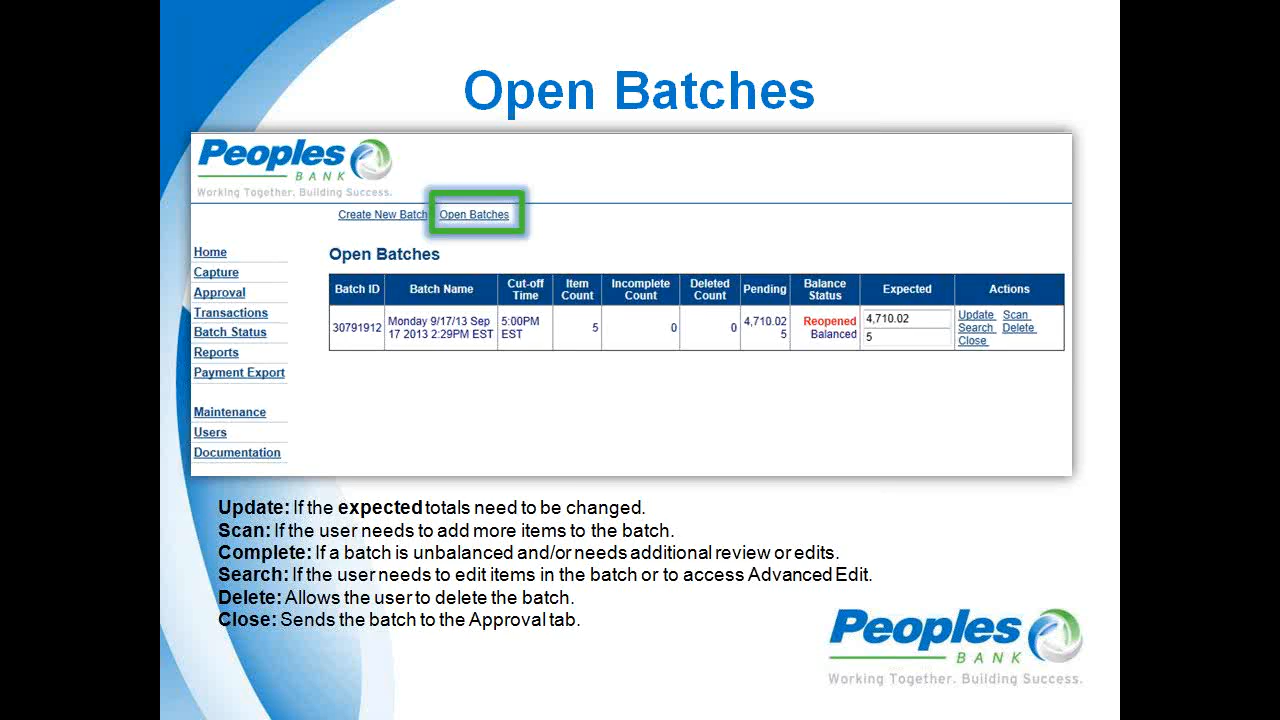 Open Batches
Peoples
BANK
Working Together. Building Success.
Create New Batch Open Batches
Home
Capture
Approval
Transactions
Batch Status
Reports
Payment Export
Maintenance
Users
Documentation
Open Batches
Batch ID Batch Name Cut-off Time Item Count Incomplete Count Deleted Count Pending Balance Status Expected Actions
30791912 Monday 9/17/13 Sep 5:00PM 5 0 0 4,710.02 Reopened 4,710.02 Update Scan
17 2013 2:29PM EST EST 5 Balanced 5 Search Delete
Close
Update: If the expected totals need to be changed.
Scan: If the user needs to add more items to the batch.
Complete: If a batch is unbalanced and/or needs additional review or edits.
Search: If the user needs to edit items in the batch or to access Advanced Edit.
Delete: Allows the user to delete the batch.
Close: Sends the batch to the Approval tab.
Peoples
BANK
Working Together. Building Success.